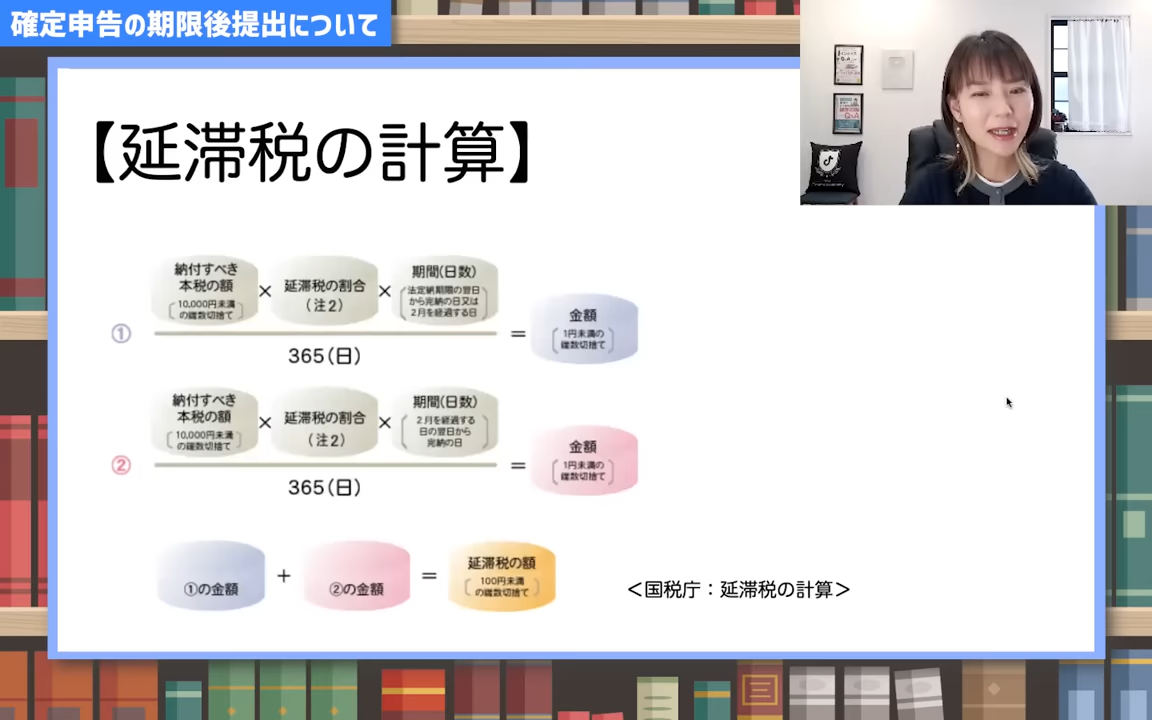 確定申告の期限後提出について
【延滞税の計算】
①
納付すべき
本税の額
10,000円未満
の端数切捨て
×
延滞税の割合
(注2)
×
期間(日数)
法定納期限の翌日
から完納の日又は
2月を経過する日
365(日)
=
金額
1円未満の
端数切捨て
②
納付すべき
本税の額
10,000円未満
の端数切捨て
×
延滞税の割合
(注2)
×
期間(日数)
2月を経過する
日の翌日から
完納の日
365(日)
=
金額
1円未満の
端数切捨て
①の金額
+
②の金額
=
延滞税の額
100円未満
の端数切捨て
<国税庁:延滞税の計算>